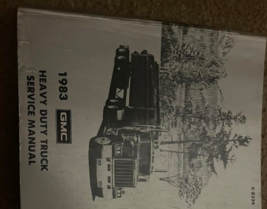 1983 GMC
HEAVY DUTY TRUCK
SERVICE MANUAL